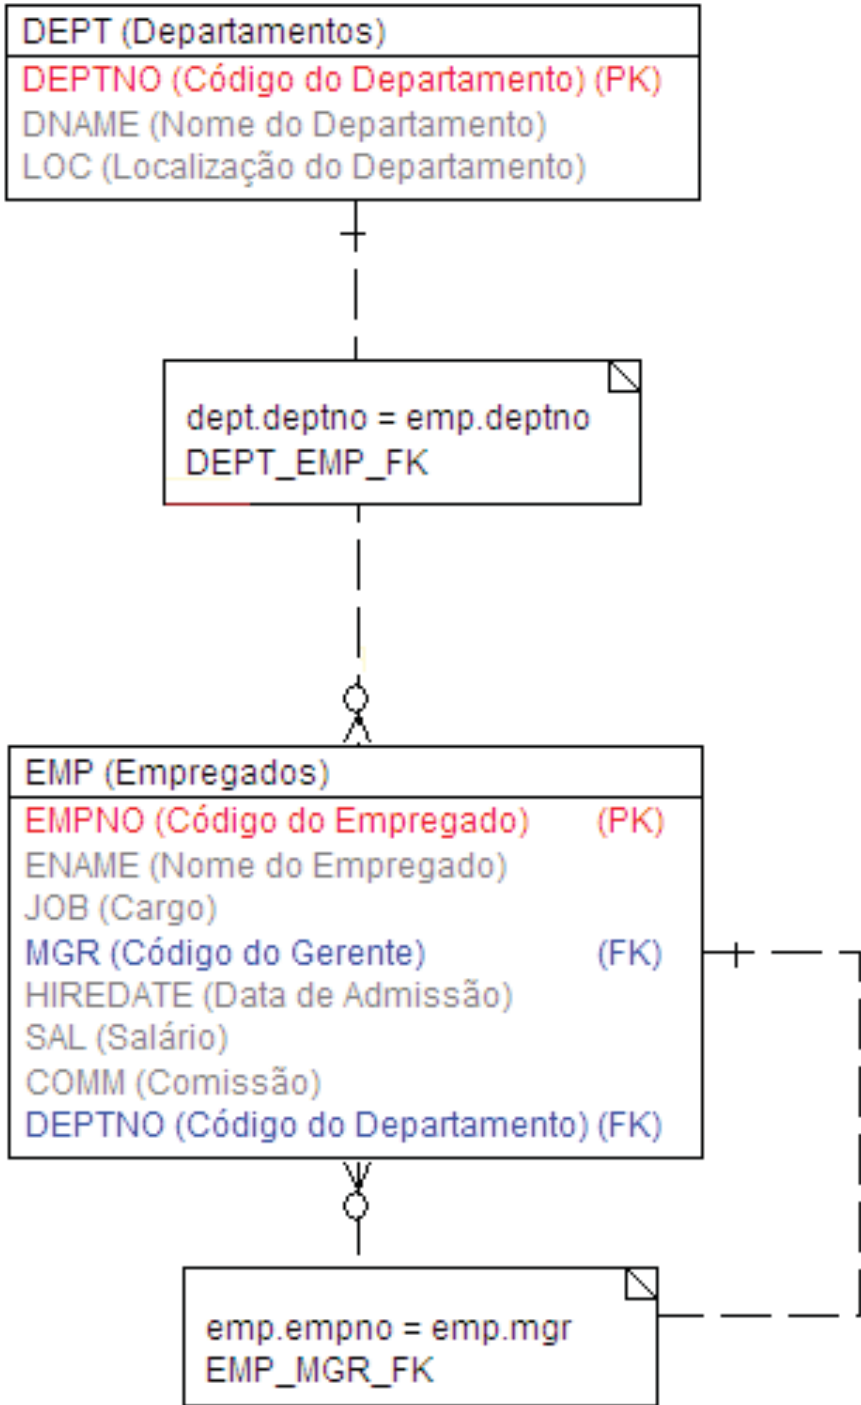 DEPT (Departamentos)
DEPTNO (Código do Departamento) (PK)
DNAME (Nome do Departamento)
LOC (Localização do Departamento)
dept.deptno = emp.deptno
DEPT_EMP_FK
EMP (Empregados)
EMPNO (Código do Empregado) (PK)
ENAME (Nome do Empregado)
JOB (Cargo)
MGR (Código do Gerente) (FK)
HIREDATE (Data de Admissão)
SAL (Salário)
COMM (Comissão)
DEPTNO (Código do Departamento) (FK)
emp.empno = emp.mgr
EMP_MGR_FK